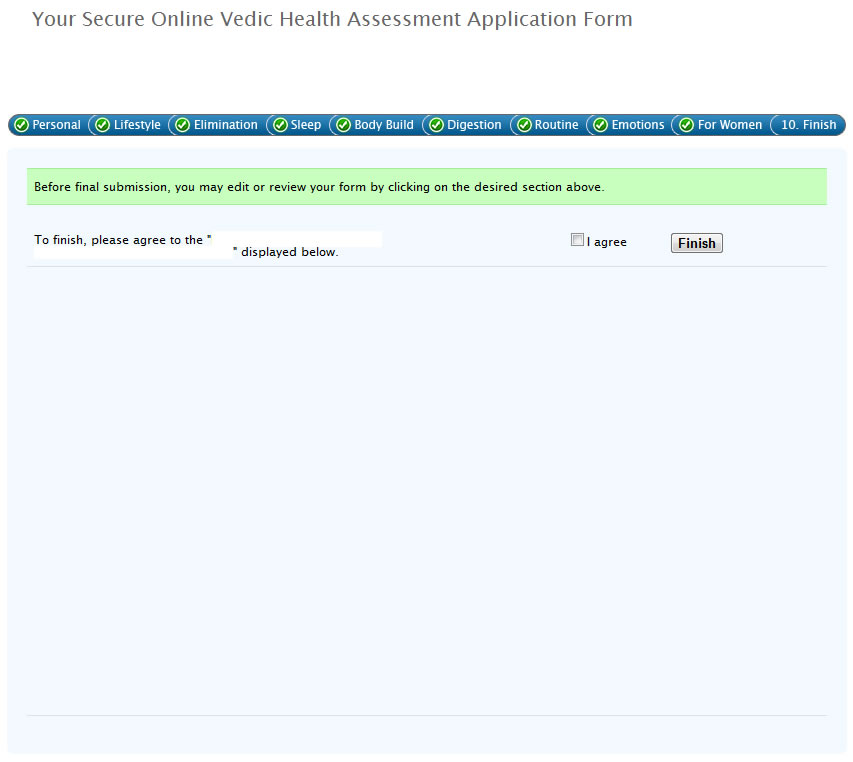 Your Secure Online Vedic Health Assessment Application Form
Personal Lifestyle Elimination Sleep Body Build Digestion Routine Emotions For Women 10. Finish
Before final submission, you may edit or review your form by clicking on the desired section above.
To finish, please agree to the "
" displayed below.
I agree
Finish